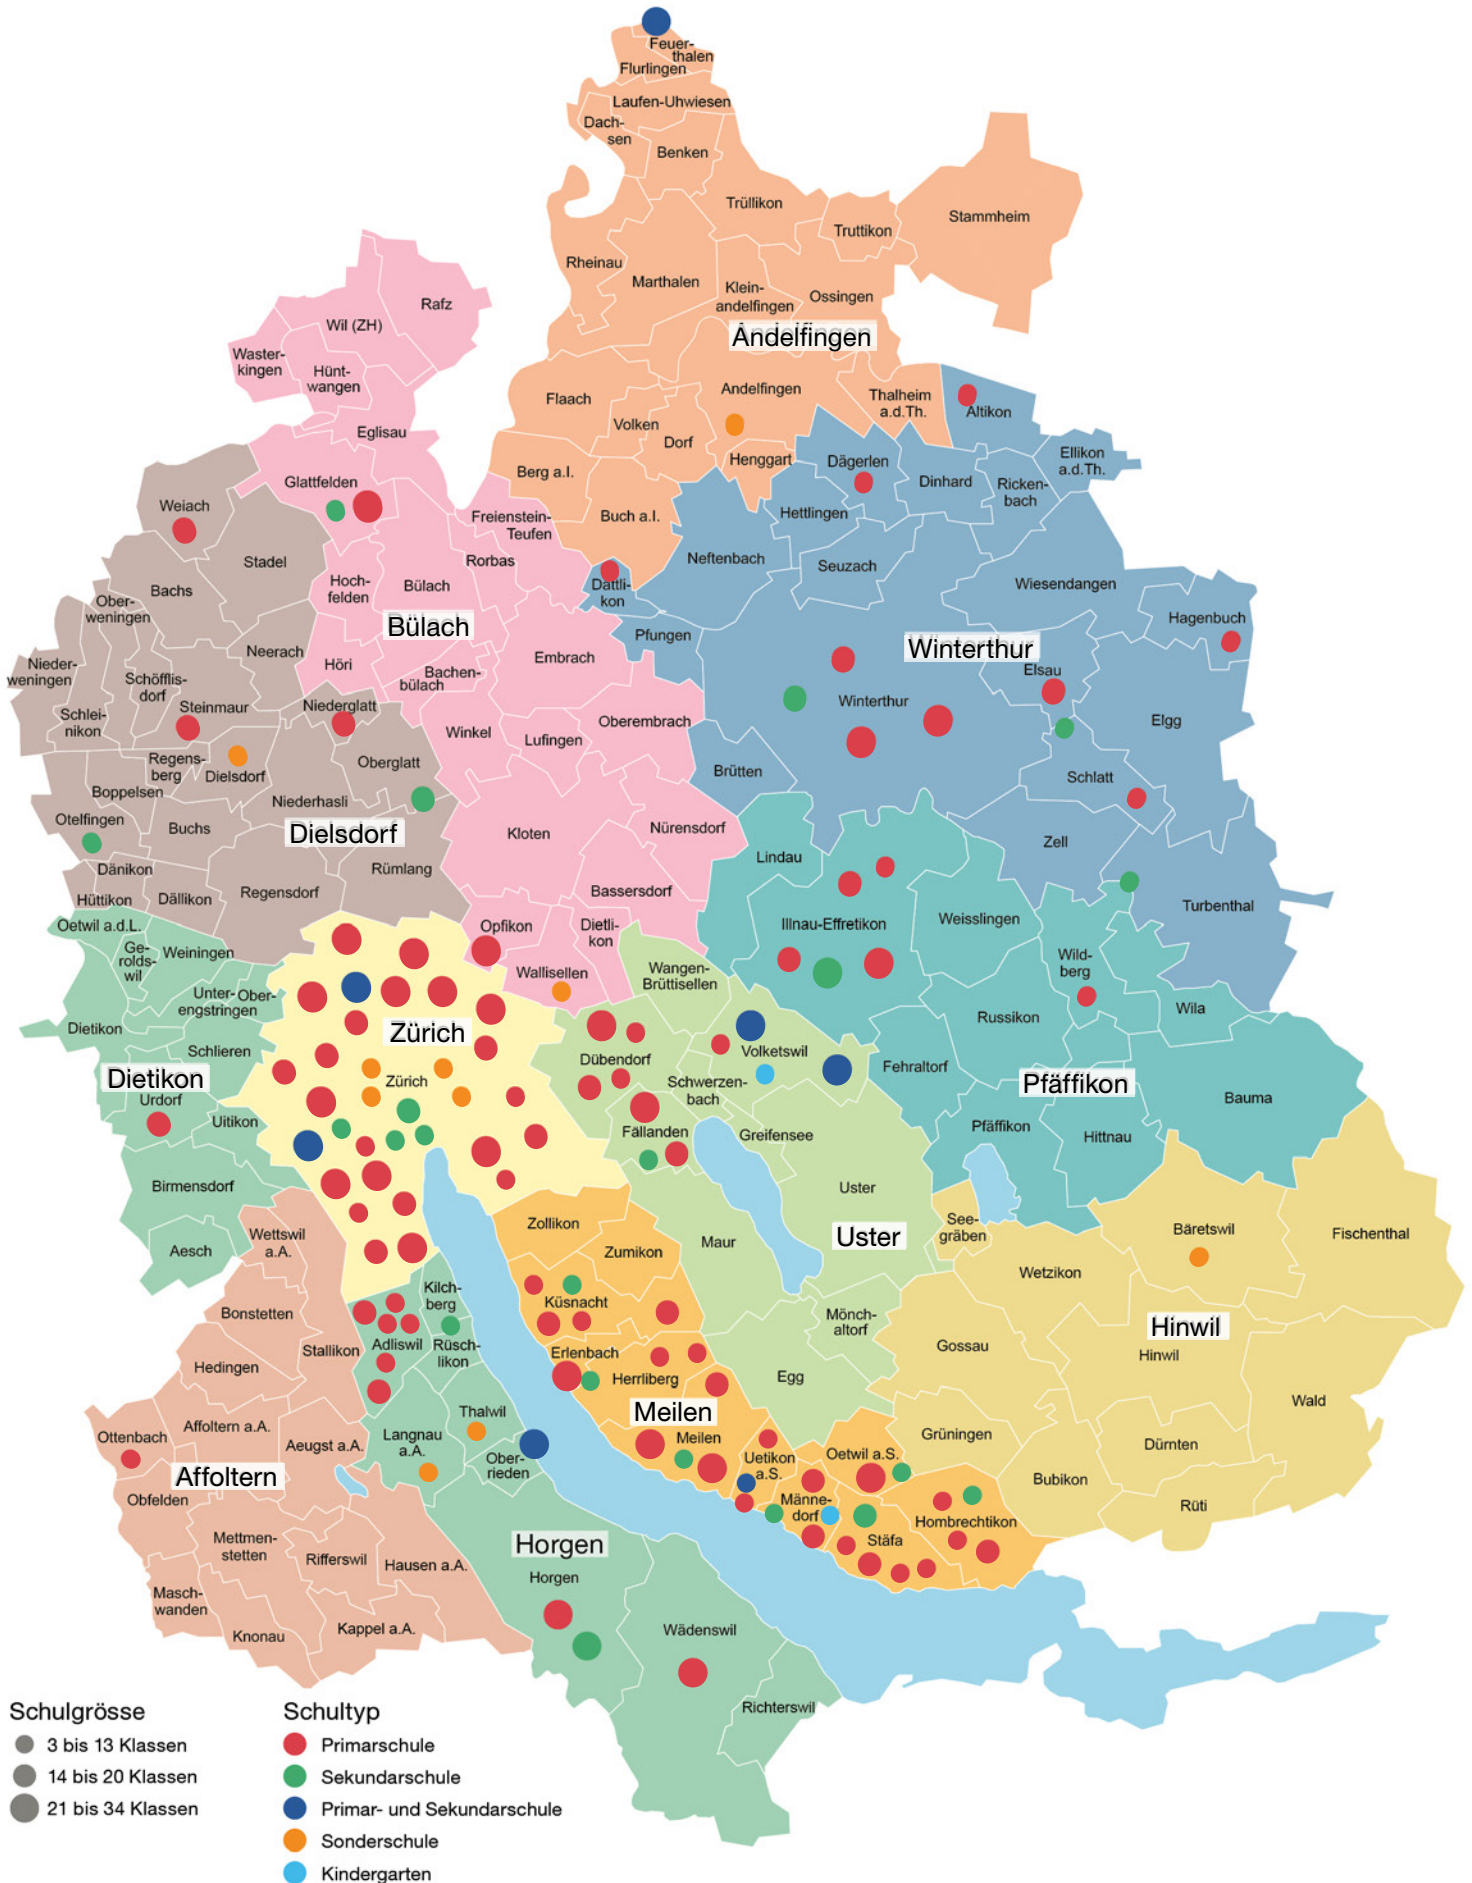 Feuer-
thalen
Flurlingen
Laufen-Uhwiesen
Dach-
sen
Benken
Trüllikon
Truttikon
Stammheim
Rheinau
Marthalen
Klein-
andelfingen
Ossingen
Andelfingen
Rafz
Wil (ZH)
Waster-
kingen
Hünt-
wangen
Eglisau
Flaach
Andelfingen
Thalheim
a.d.Th.
Altikon
Volken
Dorf
Henggart
Dägerlen
Ellikon
a.d.Th.
Berg a.I.
Dinhard
Ricken-
bach
Glattfelden
Weiach
Freienstein-
Teufen
Buch a.I.
Hettlingen
Stadel
Rorbas
Neftenbach
Seuzach
Wiesendangen
Bachs
Hoch-
felden
Bülach
Dättli-
kon
Ober-
weningen
Hagenbuch
Bülach
Pfungen
Winterthur
Neerach
Höri
Embrach
Nieder-
weningen
Bachen-
bülach
Elsau
Schöfflis-
dorf
Steinmaur
Niederglatt
Winterthur
Schlei-
nikon
Winkel
Lufingen
Oberembrach
Elgg
Regens-
berg
Dielsdorf
Oberglatt
Brütten
Schlatt
Boppelsen
Niederhasli
Otelfingen
Buchs
Dielsdorf
Kloten
Nürensdorf
Zell
Lindau
Dänikon
Rümlang
Hüttikon
Dällikon
Regensdorf
Bassersdorf
Turbenthal
Oetwil a.d.L.
Opfikon
Dietli-
kon
Illnau-Effretikon
Weisslingen
Ge-
rolds-
wil
Weiningen
Wallisellen
Wangen-
Brüttisellen
Wild-
berg
Unter-
Ober-
engstringen
Wila
Dietikon
Zürich
Russikon
Schlieren
Dübendorf
Volketswil
Fehraltorf
Dietikon
Zürich
Schwerzen-
bach
Pfäffikon
Urdorf
Bauma
Uitikon
Fällanden
Greifensee
Pfäffikon
Hittnau
Birmensdorf
Uster
Zollikon
Wettswil
a.A.
Aesch
Zumikon
Maur
Uster
See-
gräben
Bäretswil
Fischenthal
Wetzikon
Kilch-
berg
Bonstetten
Küsnacht
Mönch-
altorf
Hinwil
Adliswil
Rüsch-
likon
Stallikon
Erlenbach
Gossau
Hinwil
Hedingen
Herrliberg
Egg
Wald
Thalwil
Meilen
Affoltern a.A.
Ottenbach
Aeugst a.A.
Langnau
a.A.
Meilen
Grüningen
Dürnten
Uetikon
a.S.
Oetwil a.S.
Ober-
rieden
Affoltern
Bubikon
Obfelden
Männe-
dorf
Rüti
Hombrechtikon
Mettmen-
stetten
Stäfa
Horgen
Rifferswil
Hausen a.A.
Horgen
Masch-
wanden
Knonau
Kappel a.A.
Wädenswil
Richterswil
Schulgrösse
3 bis 13 Klassen
14 bis 20 Klassen
21 bis 34 Klassen
Schultyp
Primarschule
Sekundarschule
Primar- und Sekundarschule
Sonderschule
Kindergarten